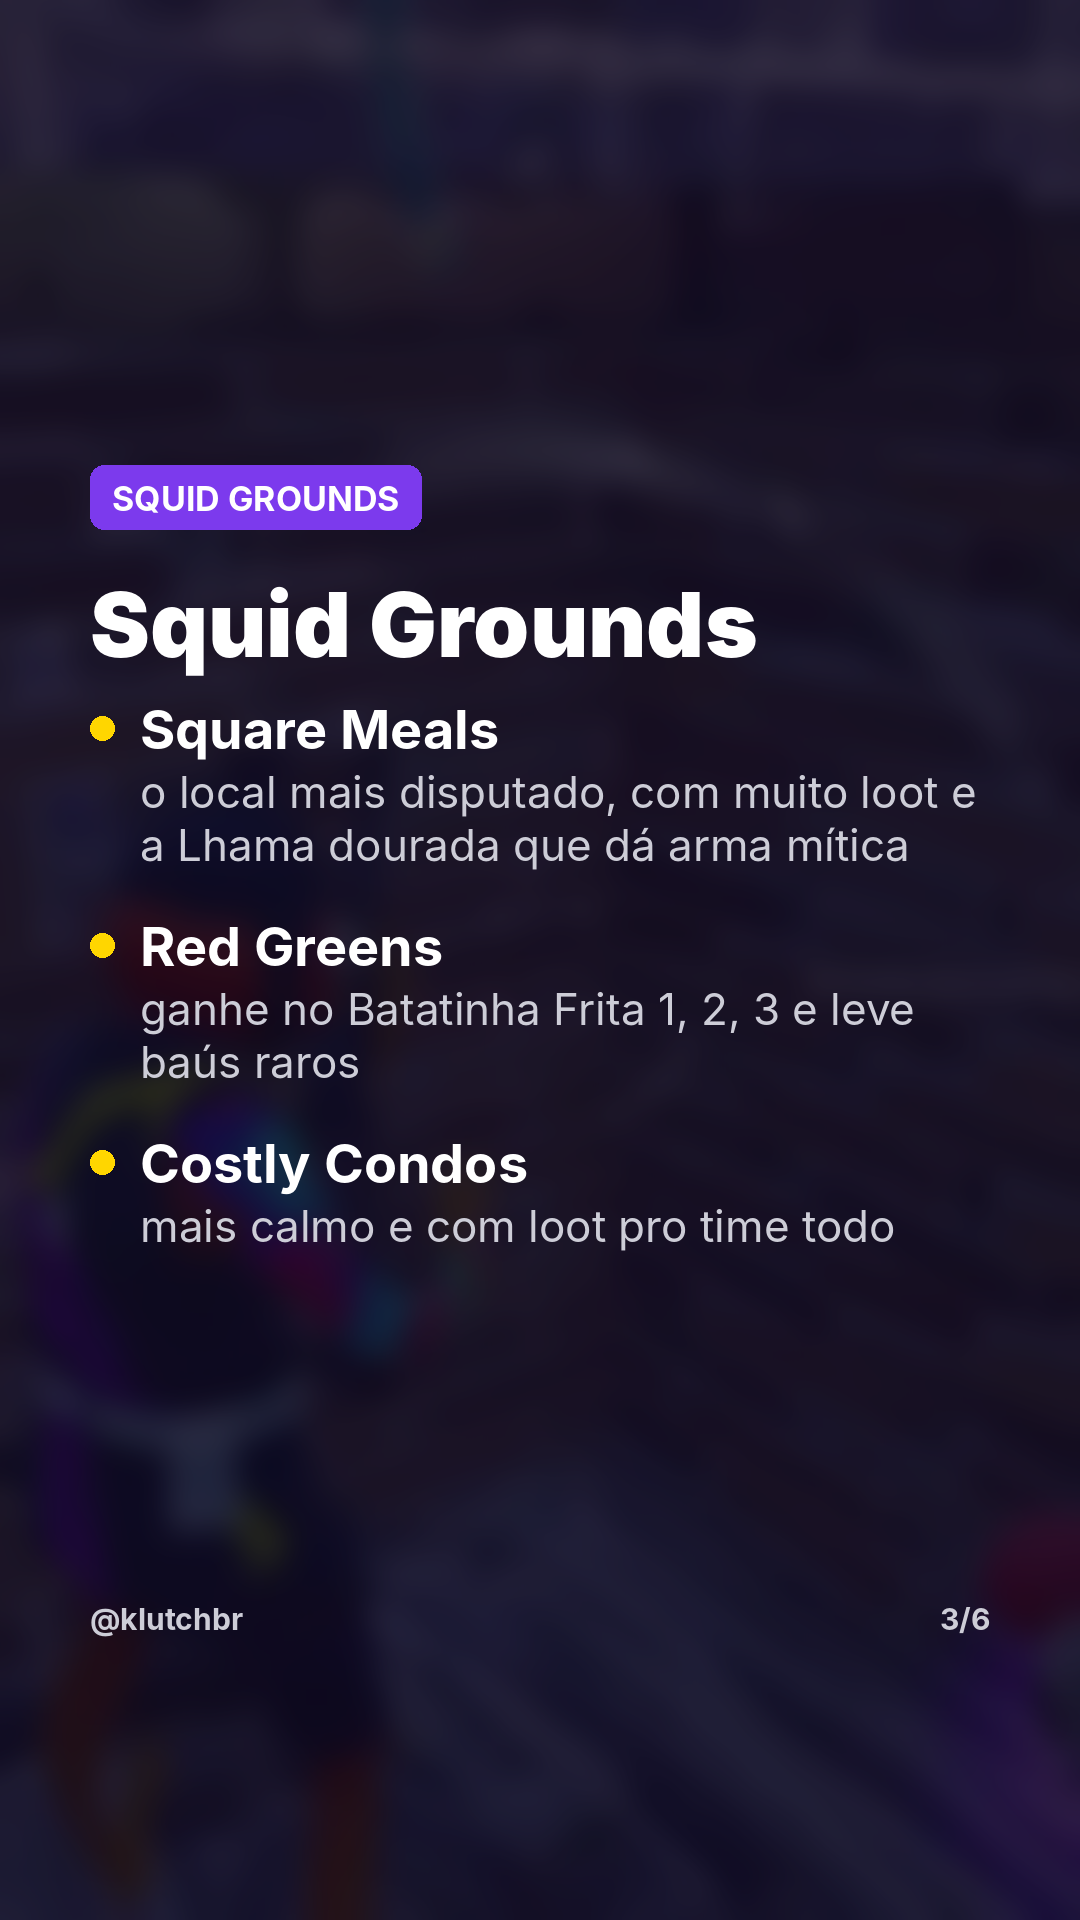 SQUID GROUNDS
Squid Grounds
Square Meals
o local mais disputado, com muito loot e
a Lhama dourada que dá arma mítica
Red Greens
ganhe no Batatinha Frita 1, 2, 3 e leve
baús raros
Costly Condos
mais calmo e com loot pro time todo
@klutchbr
3/6